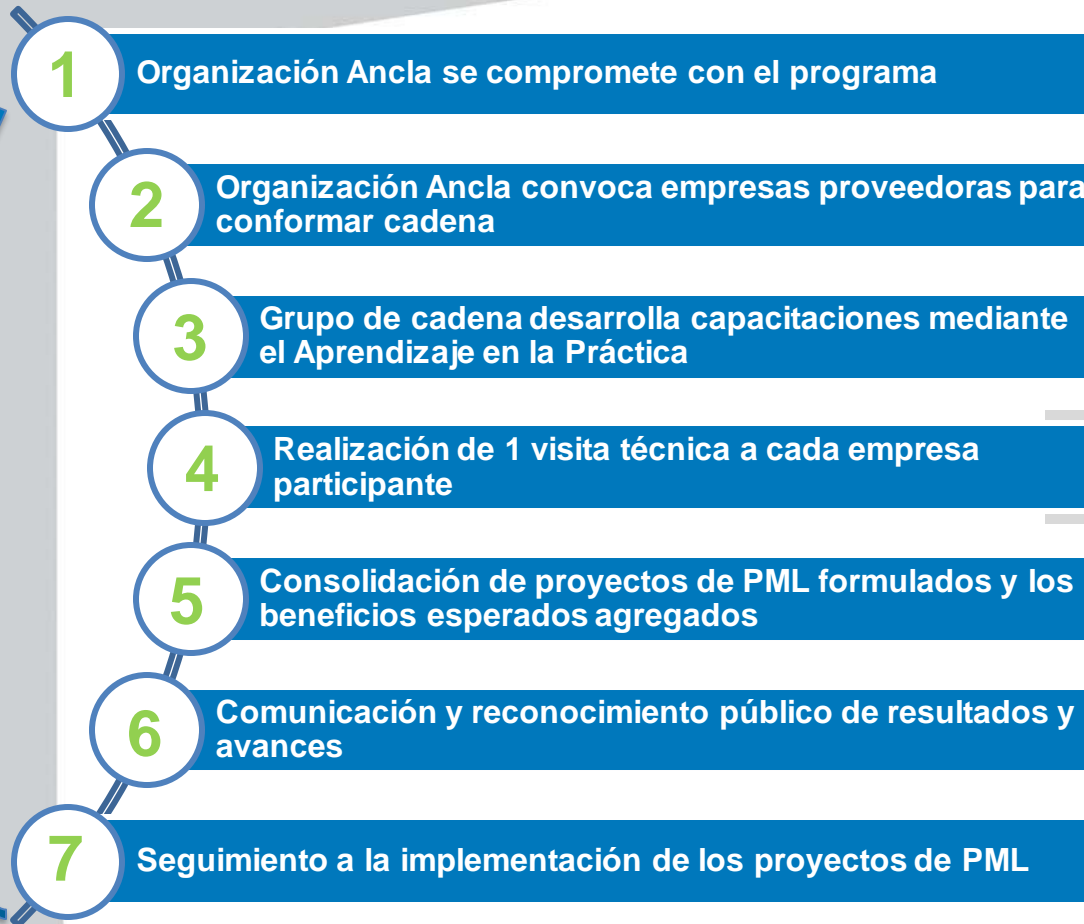 1
Organización Ancla se compromete con el programa
2
Organización Ancla convoca empresas proveedoras para
conformar cadena
3
Grupo de cadena desarrolla capacitaciones mediante
el Aprendizaje en la Práctica
4
Realización de 1 visita técnica a cada empresa
participante
5
Consolidación de proyectos de PML formulados y los
beneficios esperados agregados
6
Comunicación y reconocimiento público de resultados y
avances
7
Seguimiento a la implementación de los proyectos de PML